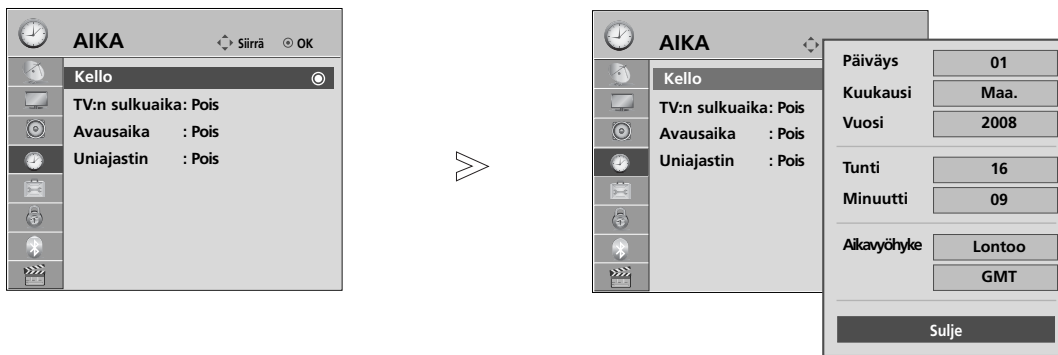 AIKA Siirrä OK
Kello
TV:n sulkuaika: Pois
Avausaika : Pois
Uniajastin : Pois
AIKA
Kello
TV:n sulkuaika: Pois
Avausaika : Pois
Uniajastin : Pois
Päiväys 01
Kuukausi Maa.
Vuosi 2008
Tunti 16
Minuutti 09
Aikavyöhyke Lontoo
GMT
Sulje